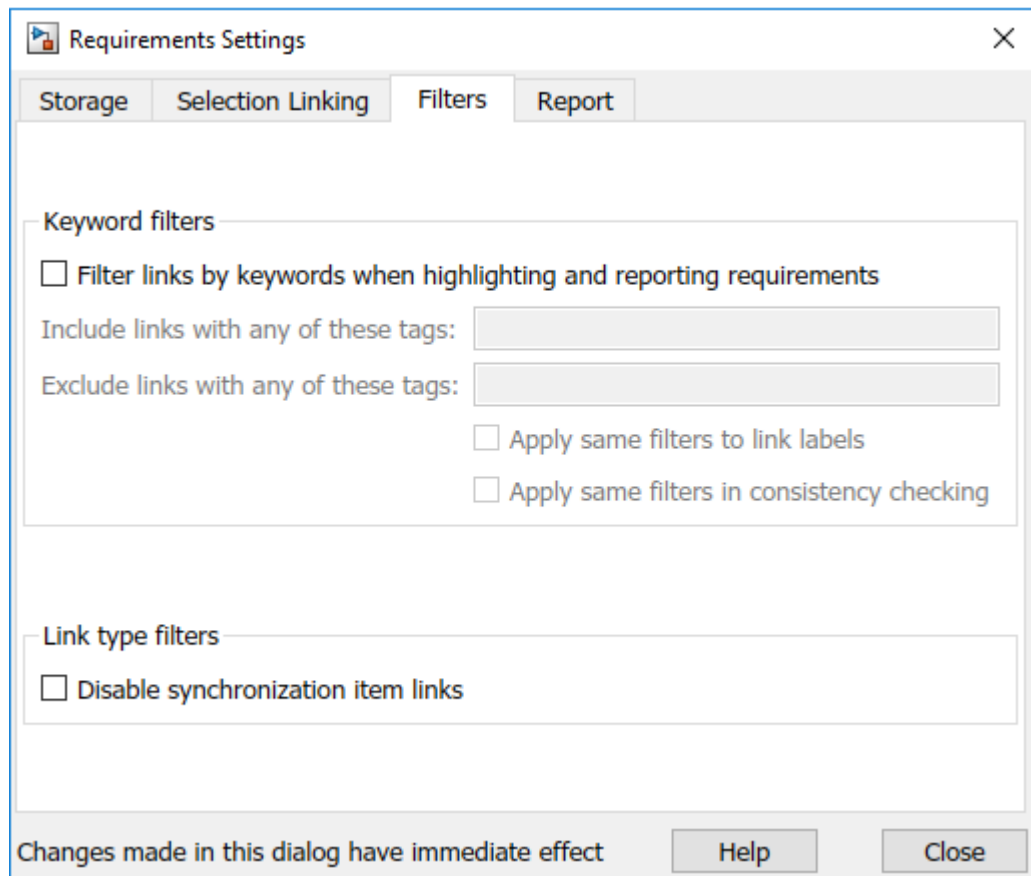 Requirements Settings
Storage
Selection Linking
Filters
Report
Keyword filters
Filter links by keywords when highlighting and reporting requirements
Include links with any of these tags:
Exclude links with any of these tags:
Apply same filters to link labels
Apply same filters in consistency checking
Link type filters
Disable synchronization item links
Changes made in this dialog have immediate effect
Help
Close